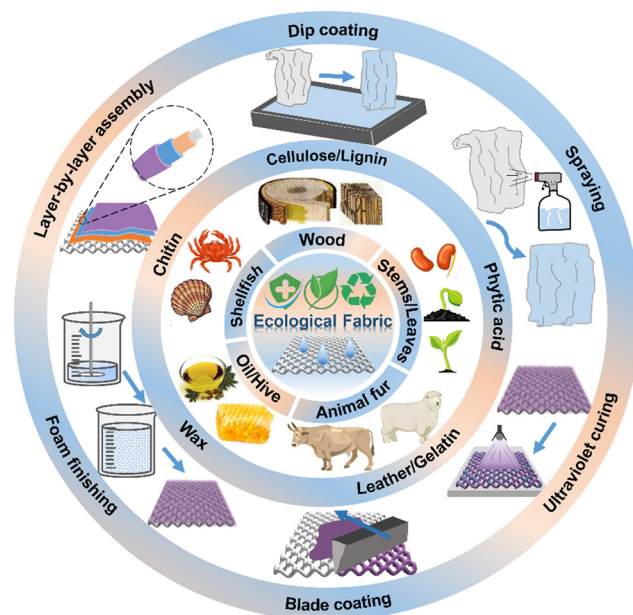 Dip coating
Layer-by-layer assembly
Spraying
Cellulose/Lignin
Chitin
Phytic acid
Wood
Shellfish
Stems/Leaves
Ecological Fabric
Oil/Hive
Animal fur
Wax
Leather/Gelatin
Foam finishing
Ultraviolet curing
Blade coating